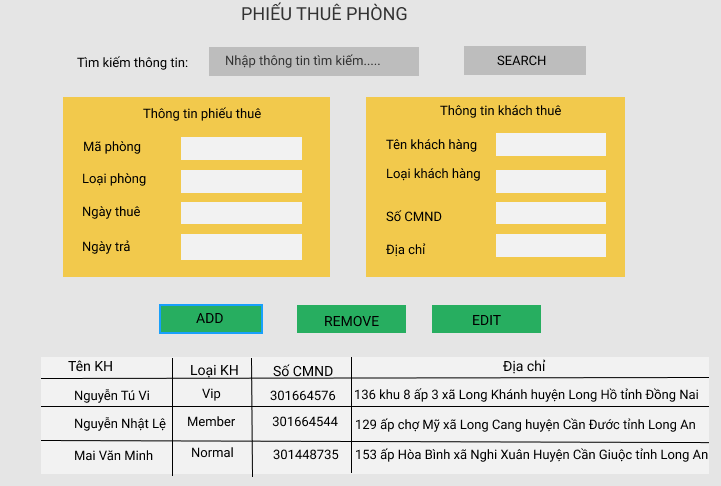 PHIẾU THUÊ PHÒNG
Tìm kiếm thông tin: Nhập thông tin tìm kiếm..... SEARCH
Thông tin phiếu thuê
Mã phòng
Loại phòng
Ngày thuê
Ngày trả
Thông tin khách thuê
Tên khách hàng
Loại khách hàng
Số CMND
Địa chỉ
ADD REMOVE EDIT
Tên KH Loại KH Số CMND Địa chỉ
Nguyễn Tú Vi Vip 301664576 136 khu 8 ấp 3 xã Long Khánh huyện Long Hồ tỉnh Đồng Nai
Nguyễn Nhật Lệ Member 301664544 129 ấp chợ Mỹ xã Long Cang huyện Cần Đước tỉnh Long An
Mai Văn Minh Normal 301448735 153 ấp Hòa Bình xã Nghi Xuân Huyện Cần Giuộc tỉnh Long An